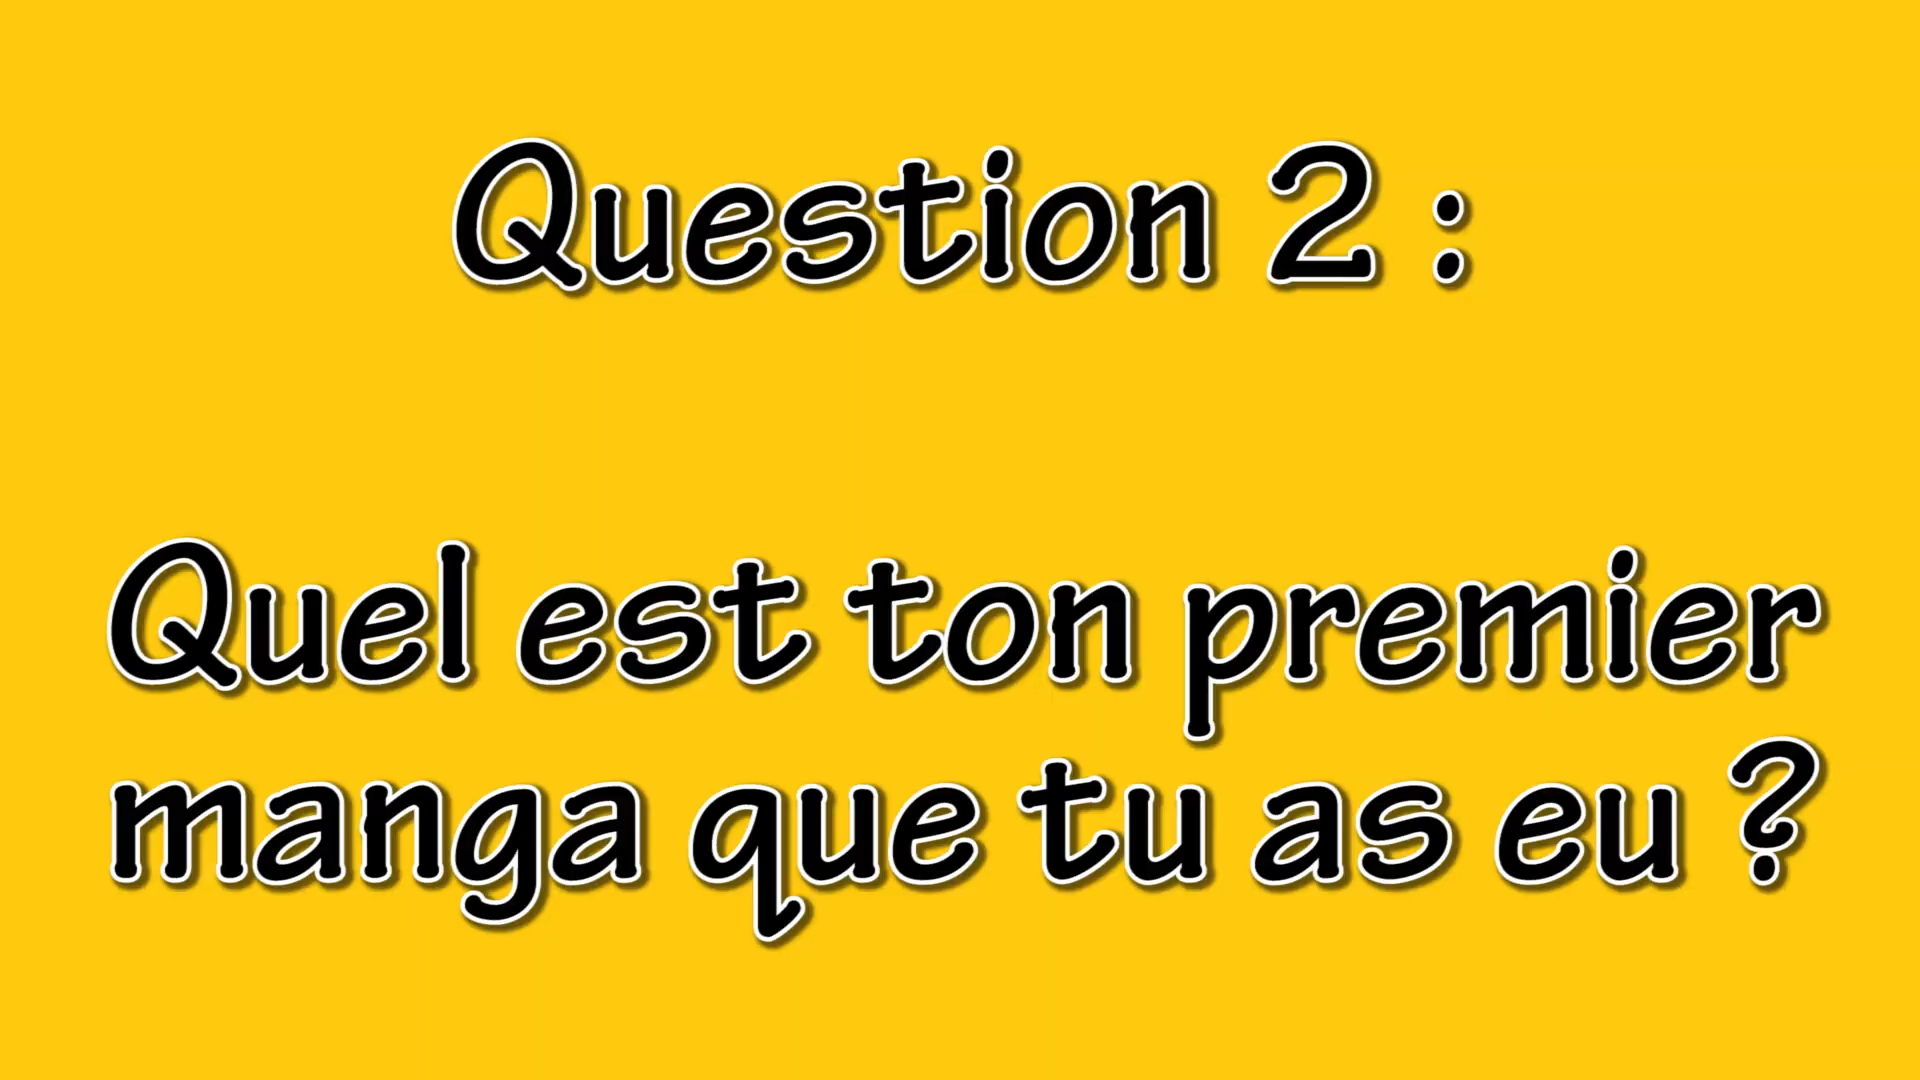 Question 2 :
Quel est ton premier
manga que tu as eu ?